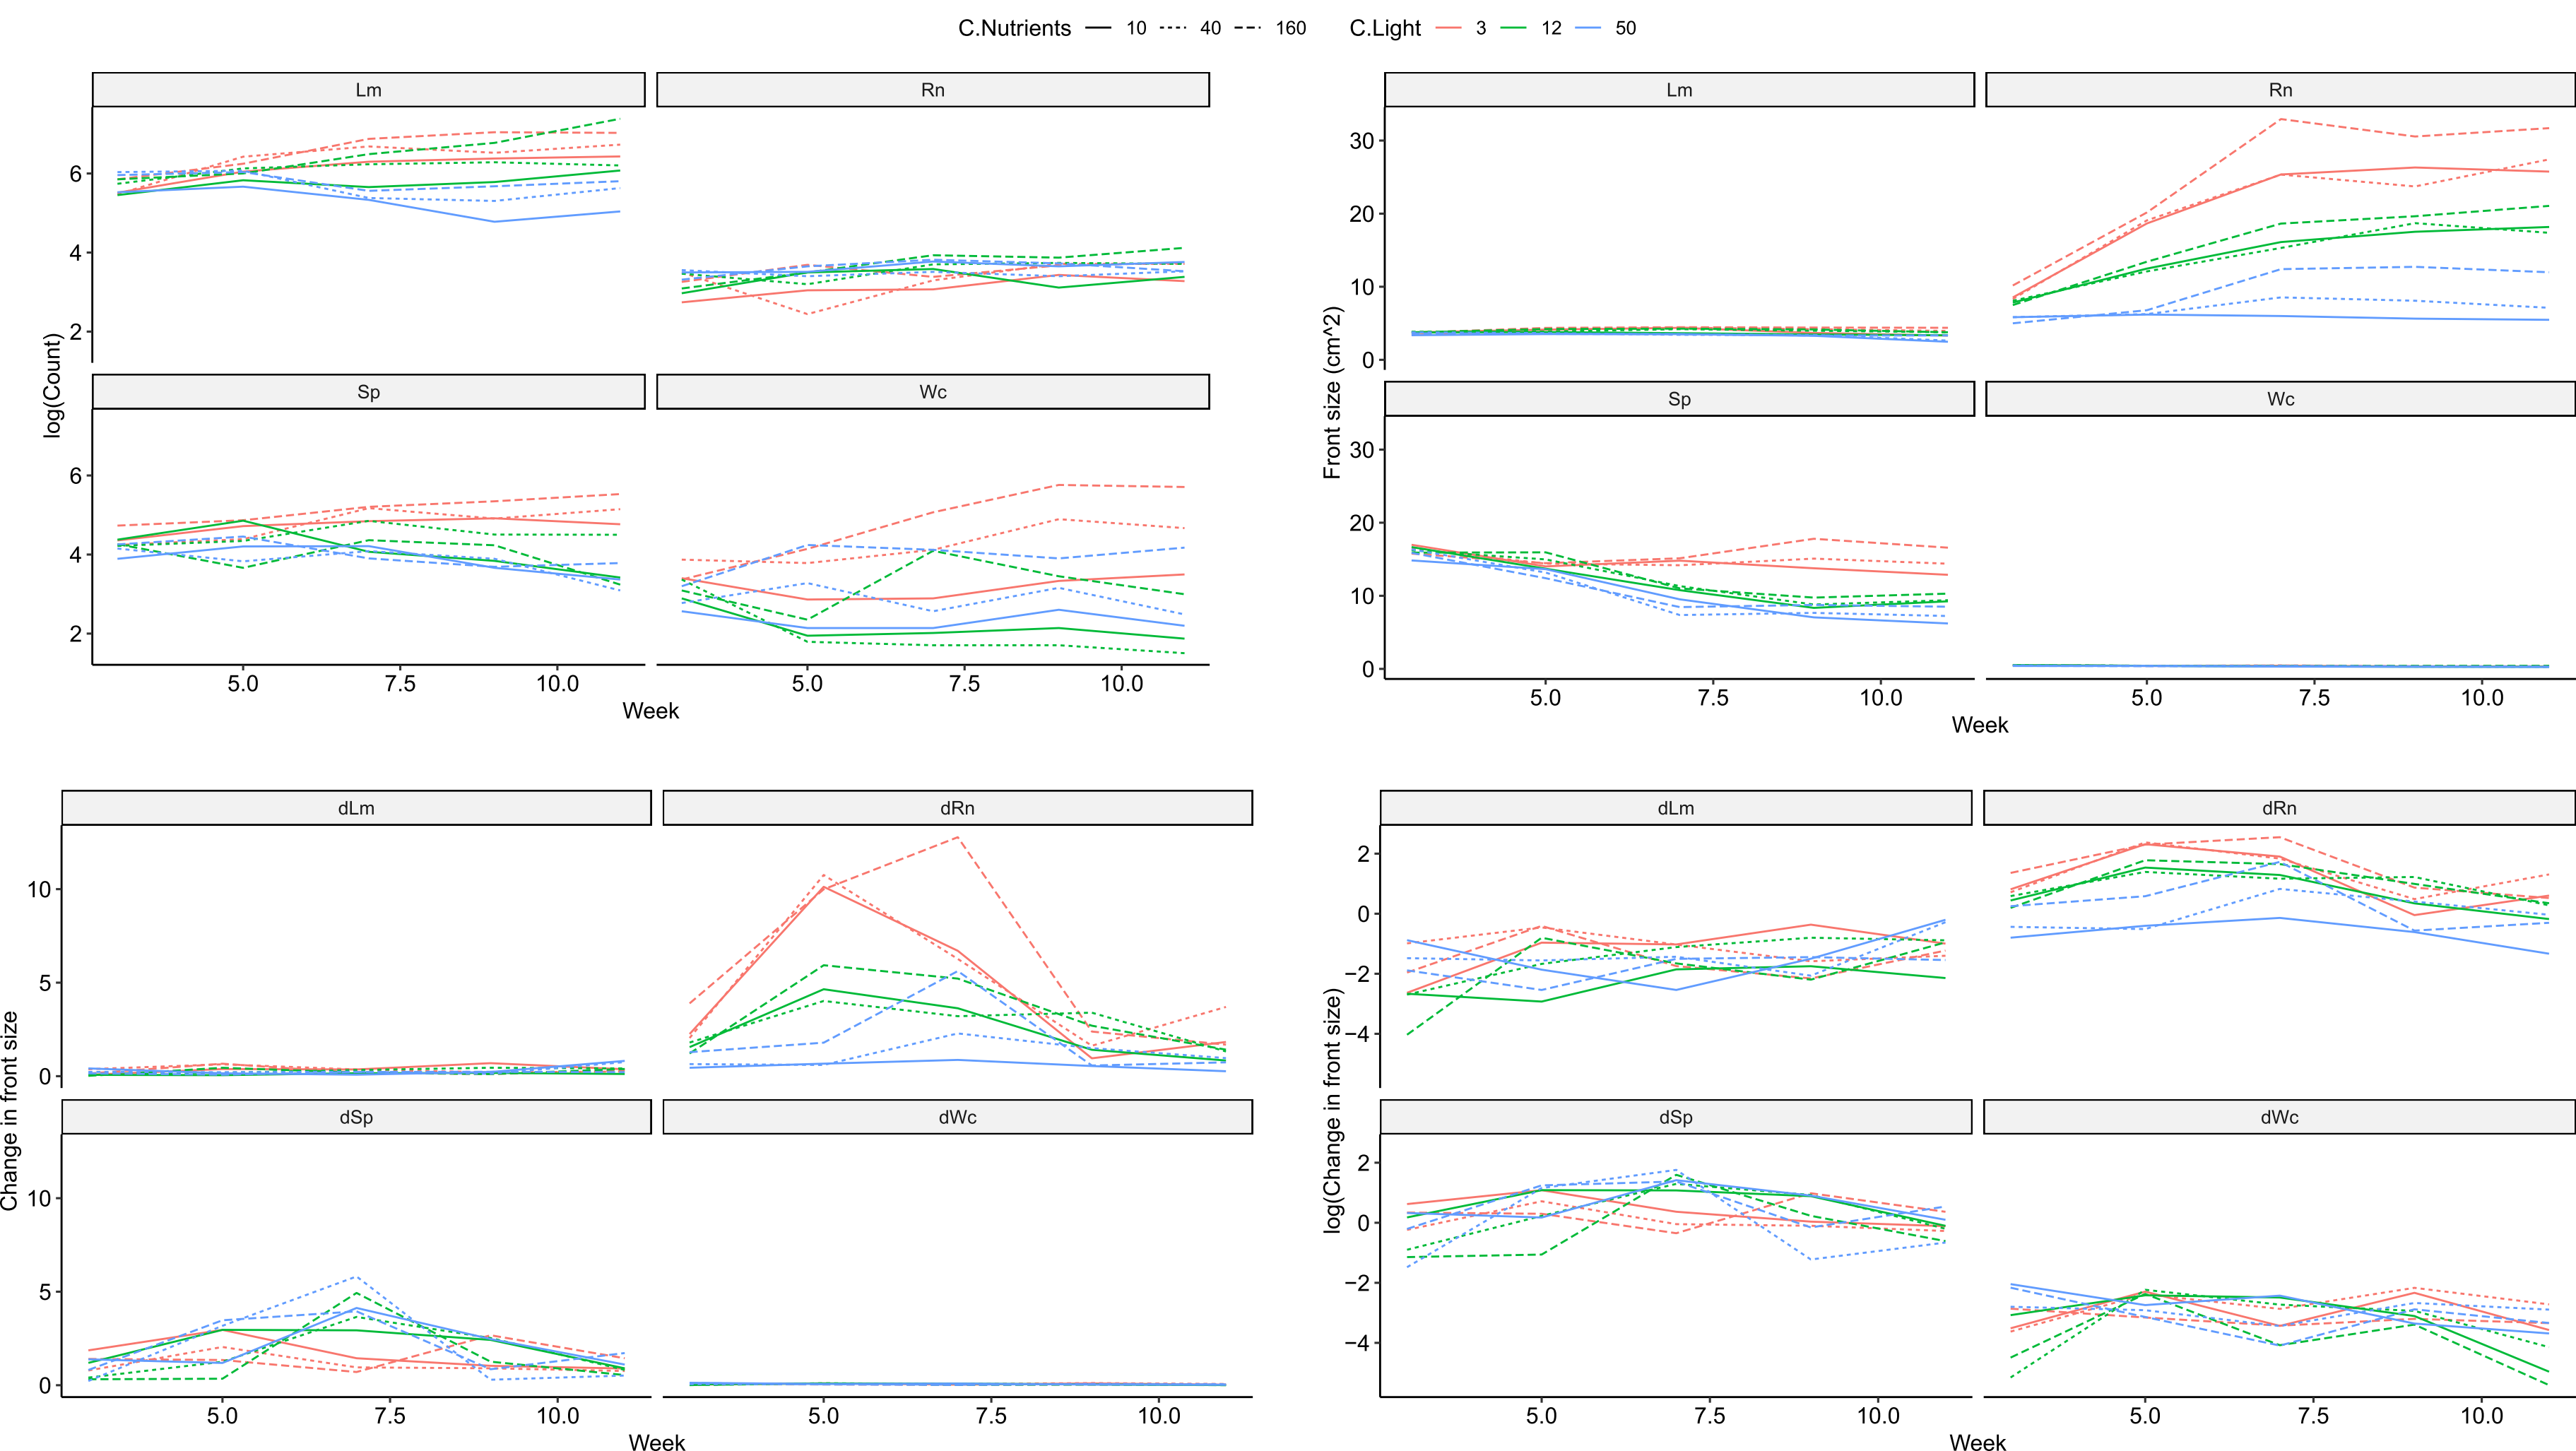 C.Nutrients 10 40 160 C.Light 3 12 50
Lm Rn
6
4
2
Sp Wc
6
4
2
5.0 7.5 10.0 5.0 7.5 10.0
Week
log(Count)
Lm Rn
30
20
10
0
Sp Wc
30
20
10
0
5.0 7.5 10.0 5.0 7.5 10.0
Week
Front size (cm^2)
dLm dRn
10
5
0
dSp dWc
10
5
0
5.0 7.5 10.0 5.0 7.5 10.0
Week
Change in front size
dLm dRn
2
0
−2
−4
dSp dWc
2
0
−2
−4
5.0 7.5 10.0 5.0 7.5 10.0
Week
log(Change in front size)